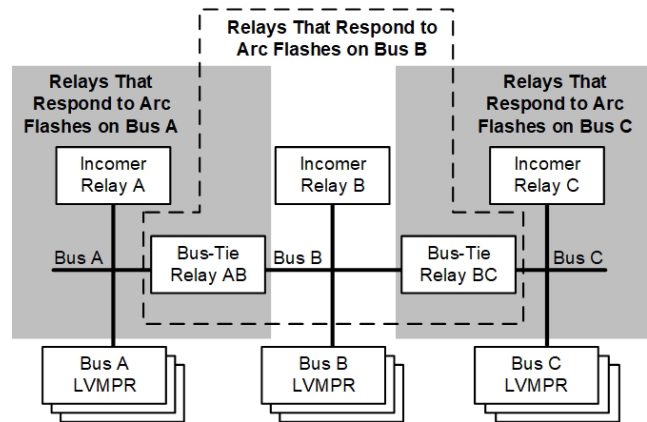 Relays That Respond to
Arc Flashes on Bus B
Relays That
Respond to Arc
Flashes on Bus A
Relays That
Respond to Arc
Flashes on Bus C
Incomer
Relay A
Incomer
Relay B
Incomer
Relay C
Bus A
Bus-Tie
Relay AB
Bus B
Bus-Tie
Relay BC
Bus C
Bus A
LVMPR
Bus B
LVMPR
Bus C
LVMPR